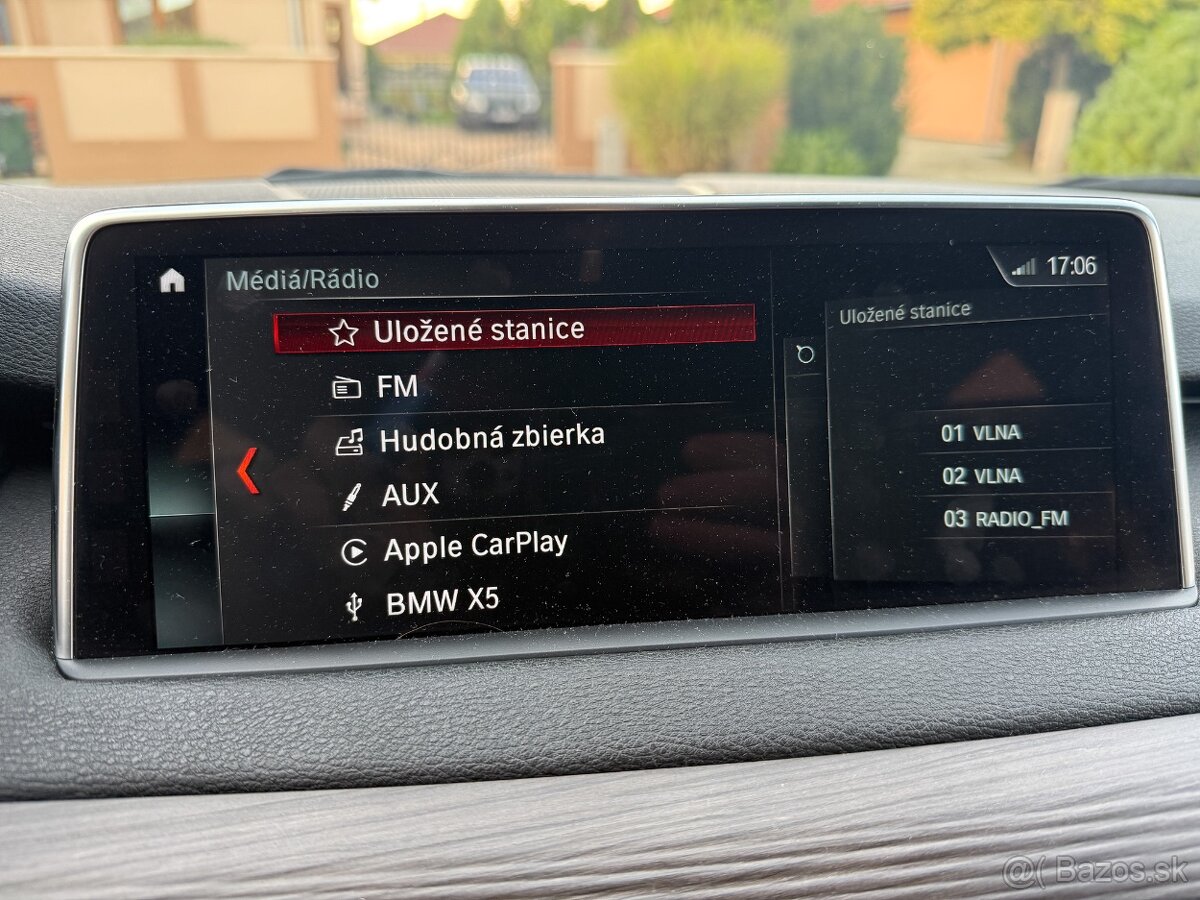 Médiá/Rádio
17:06
Uložené stanice
FM
Hudobná zbierka
AUX
Apple CarPlay
BMW X5
Uložené stanice
01 VLNA
02 VLNA
03 RADIO_FM
@( Bazos.sk